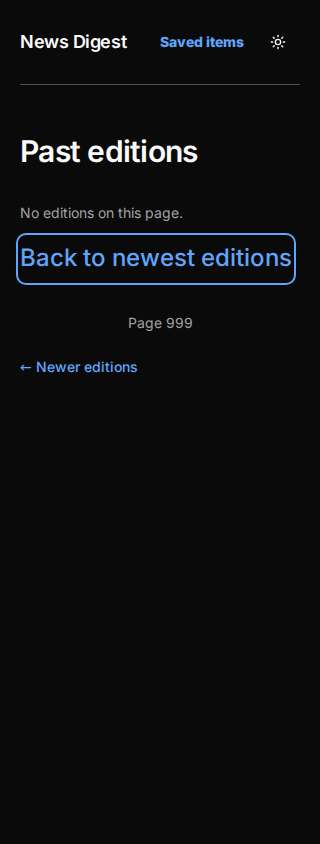 News Digest
Saved items
Past editions
No editions on this page.
Back to newest editions
Page 999
← Newer editions